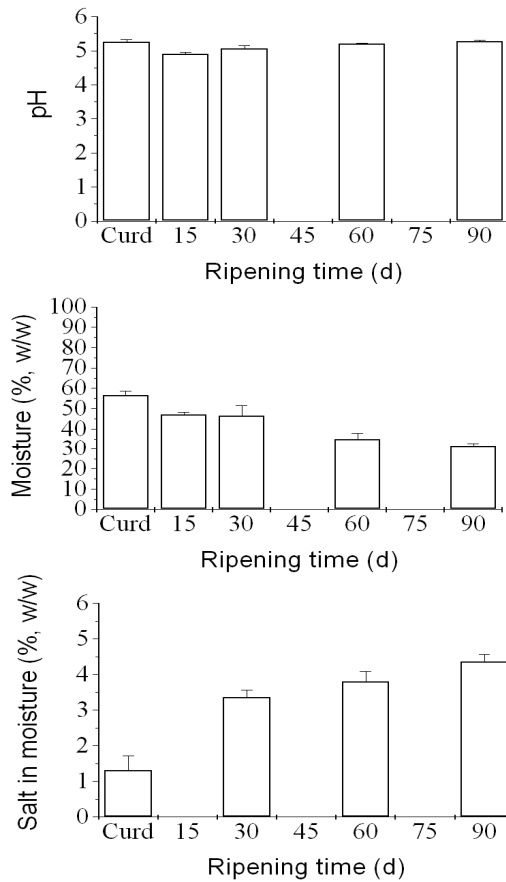 6
5
4
3
2
1
0
pH
Curd 15 30 45 60 75 90
Ripening time (d)
100
90
80
70
60
50
40
30
20
10
0
Moisture (%, w/w)
Curd 15 30 45 60 75 90
Ripening time (d)
6
5
4
3
2
1
0
Salt in moisture (%, w/w)
Curd 15 30 45 60 75 90
Ripening time (d)